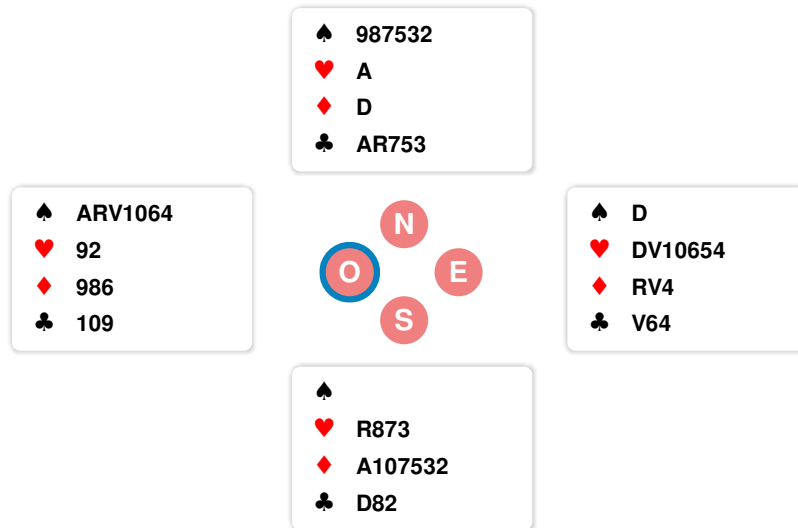 ♠ 987532
♥ A
♦ D
♣ AR753
♠ ARV1064
♥ 92
♦ 986
♣ 109
N
O
E
S
♠ D
♥ DV10654
♦ RV4
♣ V64
♠
♥ R873
♦ A107532
♣ D82